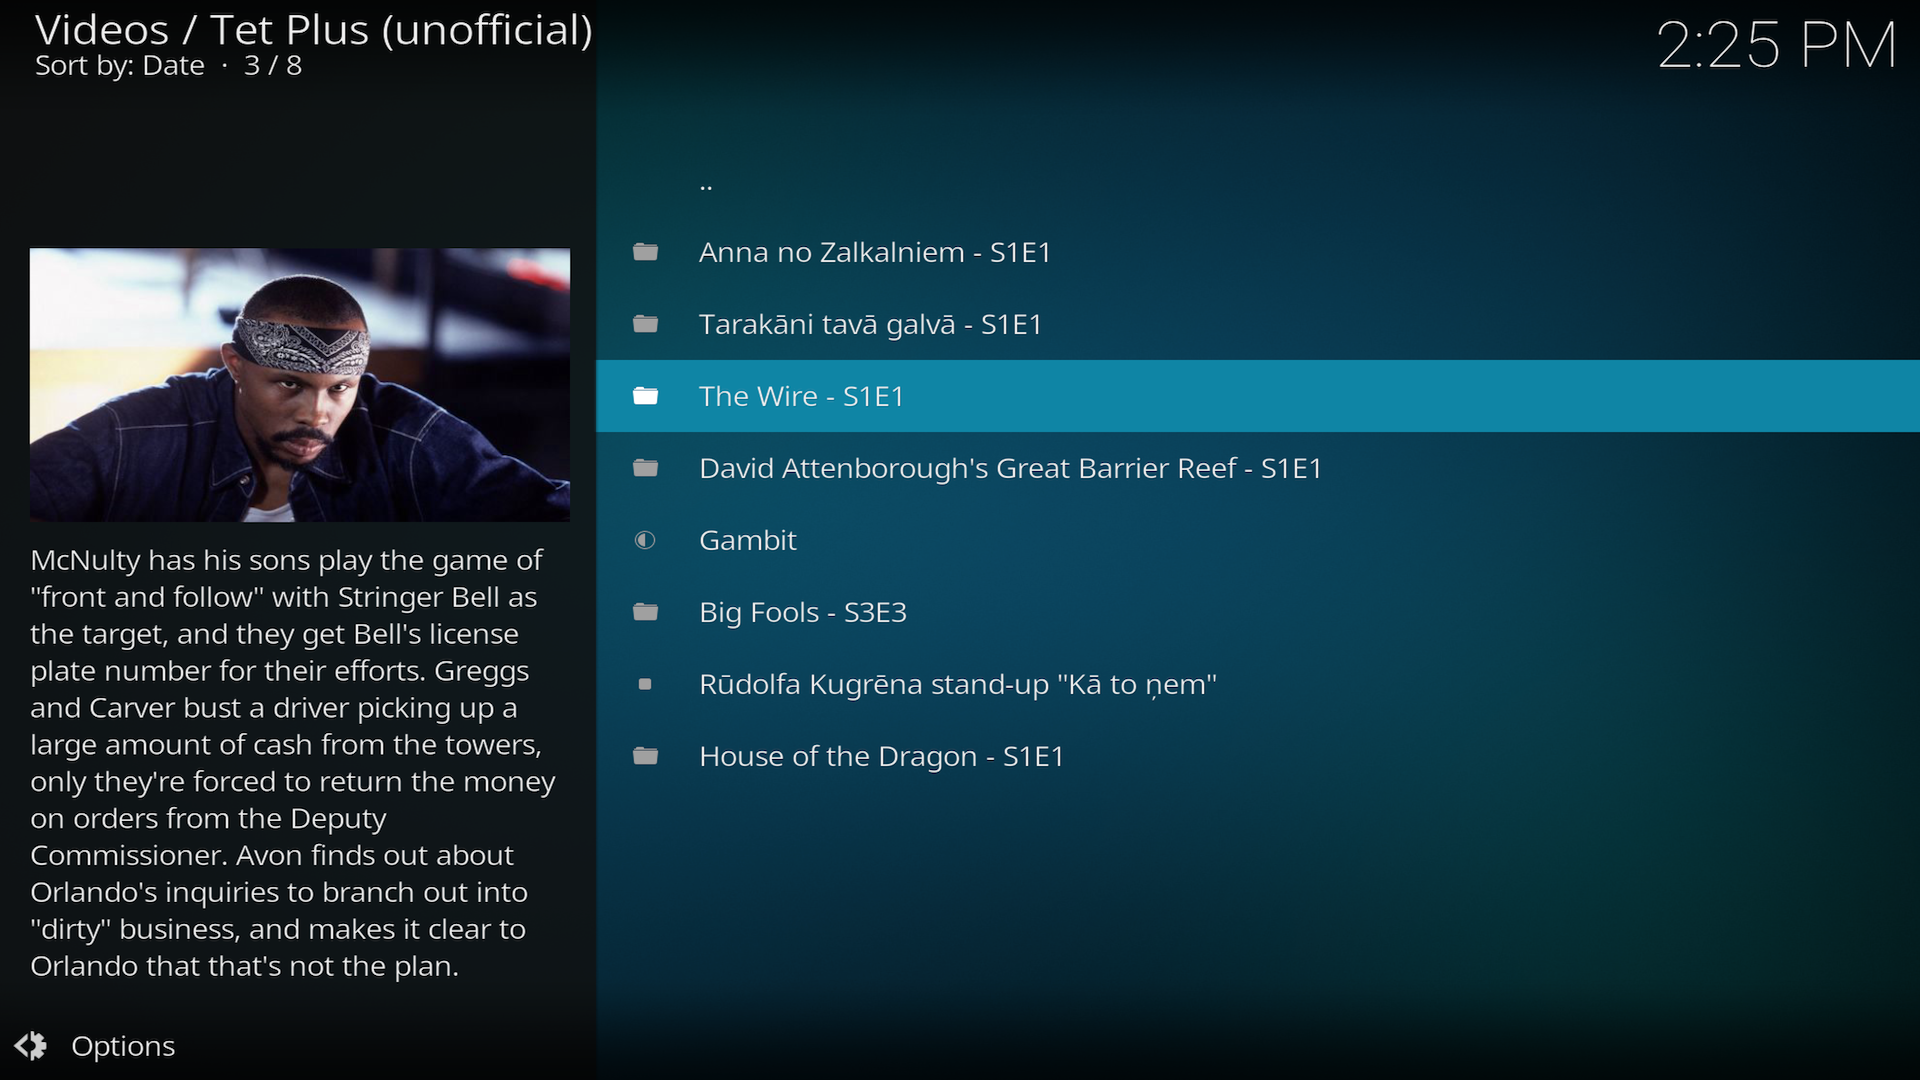 Videos / Tet Plus (unofficial)
Sort by: Date · 3 / 8
2:25 PM
..
Anna no Zalkalniem - S1E1
Tarakāni tavā galvā - S1E1
The Wire - S1E1
David Attenborough's Great Barrier Reef - S1E1
Gambit
Big Fools - S3E3
Rūdolfa Kugrēna stand-up "Kā to ņem"
House of the Dragon - S1E1
McNulty has his sons play the game of
"front and follow" with Stringer Bell as
the target, and they get Bell's license
plate number for their efforts. Greggs
and Carver bust a driver picking up a
large amount of cash from the towers,
only they're forced to return the money
on orders from the Deputy
Commissioner. Avon finds out about
Orlando's inquiries to branch out into
"dirty" business, and makes it clear to
Orlando that that's not the plan.
Options